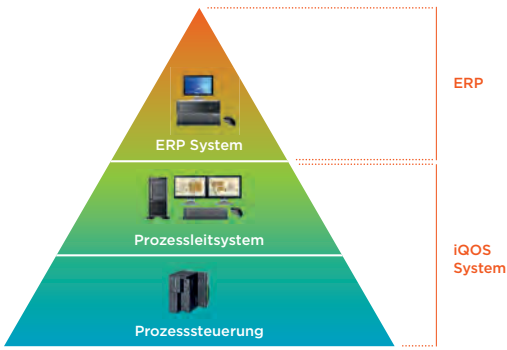 ERP System
ERP
Prozessleitsystem
Prozesssteuerung
iQOS
System